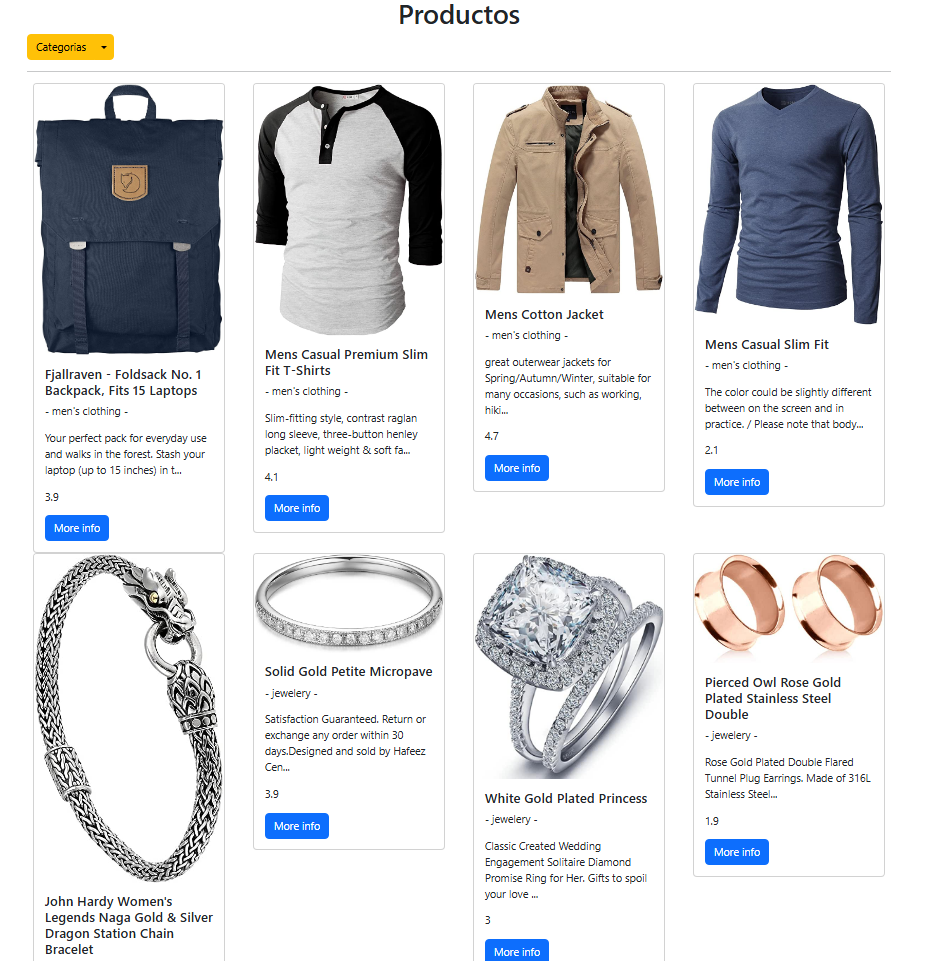 Productos
Categorias
Fjallraven - Foldsack No. 1
Backpack, Fits 15 Laptops
- men's clothing -
Your perfect pack for everyday use
and walks in the forest. Stash your
laptop (up to 15 inches) in t...
3.9
More info
Mens Casual Premium Slim
Fit T-Shirts
- men's clothing -
Slim-fitting style, contrast raglan
long sleeve, three-button henley
placket, light weight & soft fa...
4.1
More info
Mens Cotton Jacket
- men's clothing -
great outerwear jackets for
Spring/Autumn/Winter, suitable for
many occasions, such as working,
hiki...
4.7
More info
Mens Casual Slim Fit
- men's clothing -
The color could be slightly different
between on the screen and in
practice. / Please note that body...
2.1
More info
John Hardy Women's
Legends Naga Gold & Silver
Dragon Station Chain
Bracelet
Solid Gold Petite Micropave
- jewelery -
Satisfaction Guaranteed. Return or
exchange any order within 30
days.Designed and sold by Hafeez
Cen...
3.9
More info
White Gold Plated Princess
- jewelery -
Classic Created Wedding
Engagement Solitaire Diamond
Promise Ring for Her. Gifts to spoil
your love ...
3
More info
Pierced Owl Rose Gold
Plated Stainless Steel
Double
- jewelery -
Rose Gold Plated Double Flared
Tunnel Plug Earrings. Made of 316L
Stainless Steel...
1.9
More info